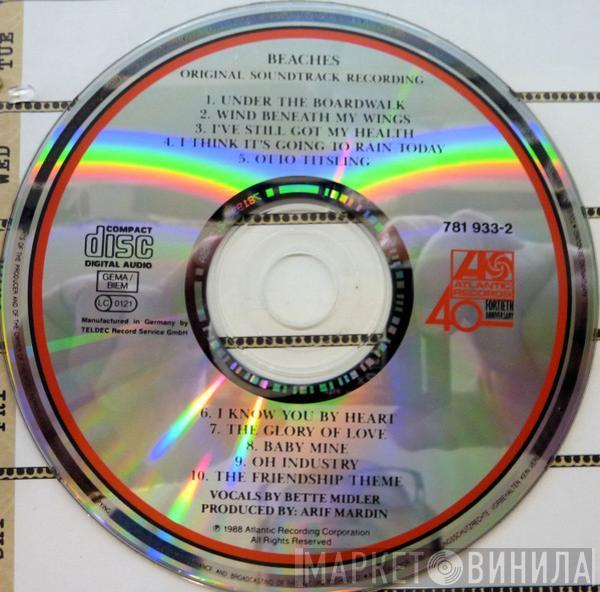 BEACHES
ORIGINAL SOUNDTRACK RECORDING
1. UNDER THE BOARDWALK
2. WIND BENEATH MY WINGS
3. I'VE STILL GOT MY HEALTH
4. I THINK IT'S GOING TO RAIN TODAY
5. OTTO TITSLING
COMPACT
disc
DIGITAL AUDIO
GEMA/
BIEM
LC 0121
Manufactured in Germany by
TELDEC Record Service GmbH
781 933-2
ATLANTIC
RECORDS
40 FORTIETH
ANNIVERSARY
6. I KNOW YOU BY HEART
7. THE GLORY OF LOVE
8. BABY MINE
9. OH INDUSTRY
10. THE FRIENDSHIP THEME
VOCALS BY BETTE MIDLER
PRODUCED BY: ARIF MARDIN
℗ 1988 Atlantic Recording Corporation
All Rights Reserved.
TUE
WED
FRI
МАРКЕТ ВИНИЛА